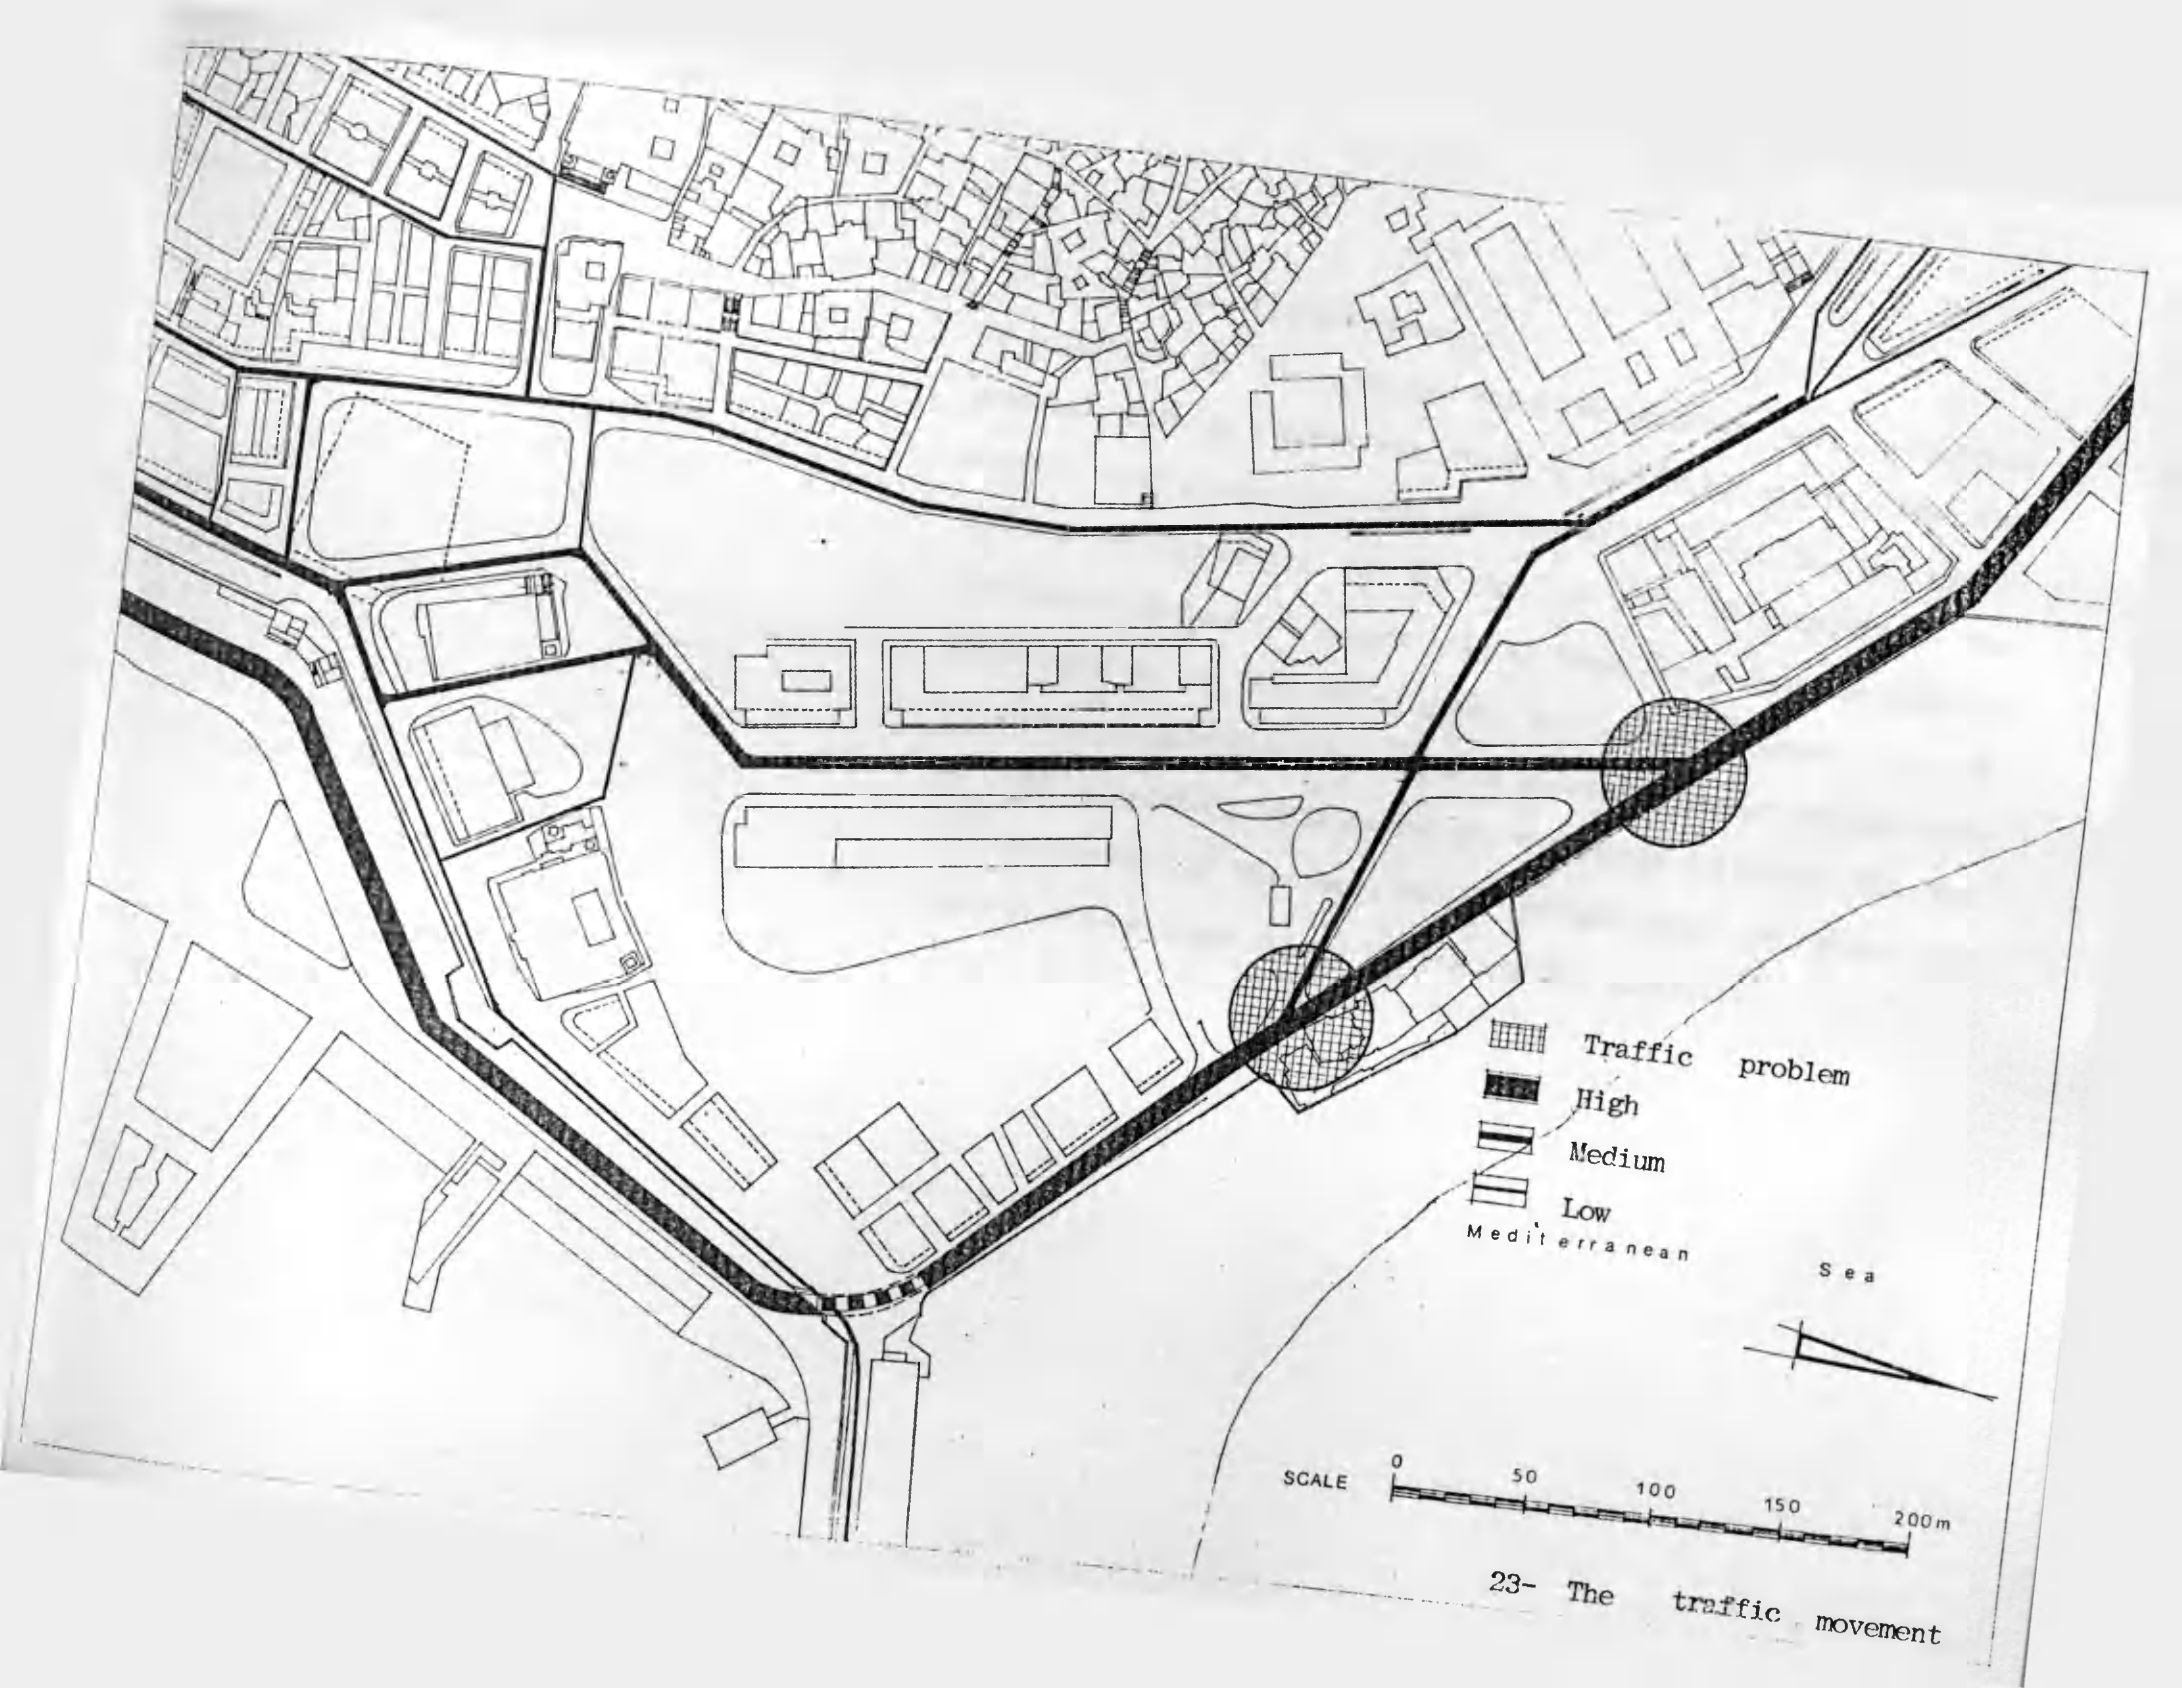 Traffic problem
High
Medium
Low
Mediterranean
Sea
SCALE 0 50 100 150 200m
23- The traffic movement